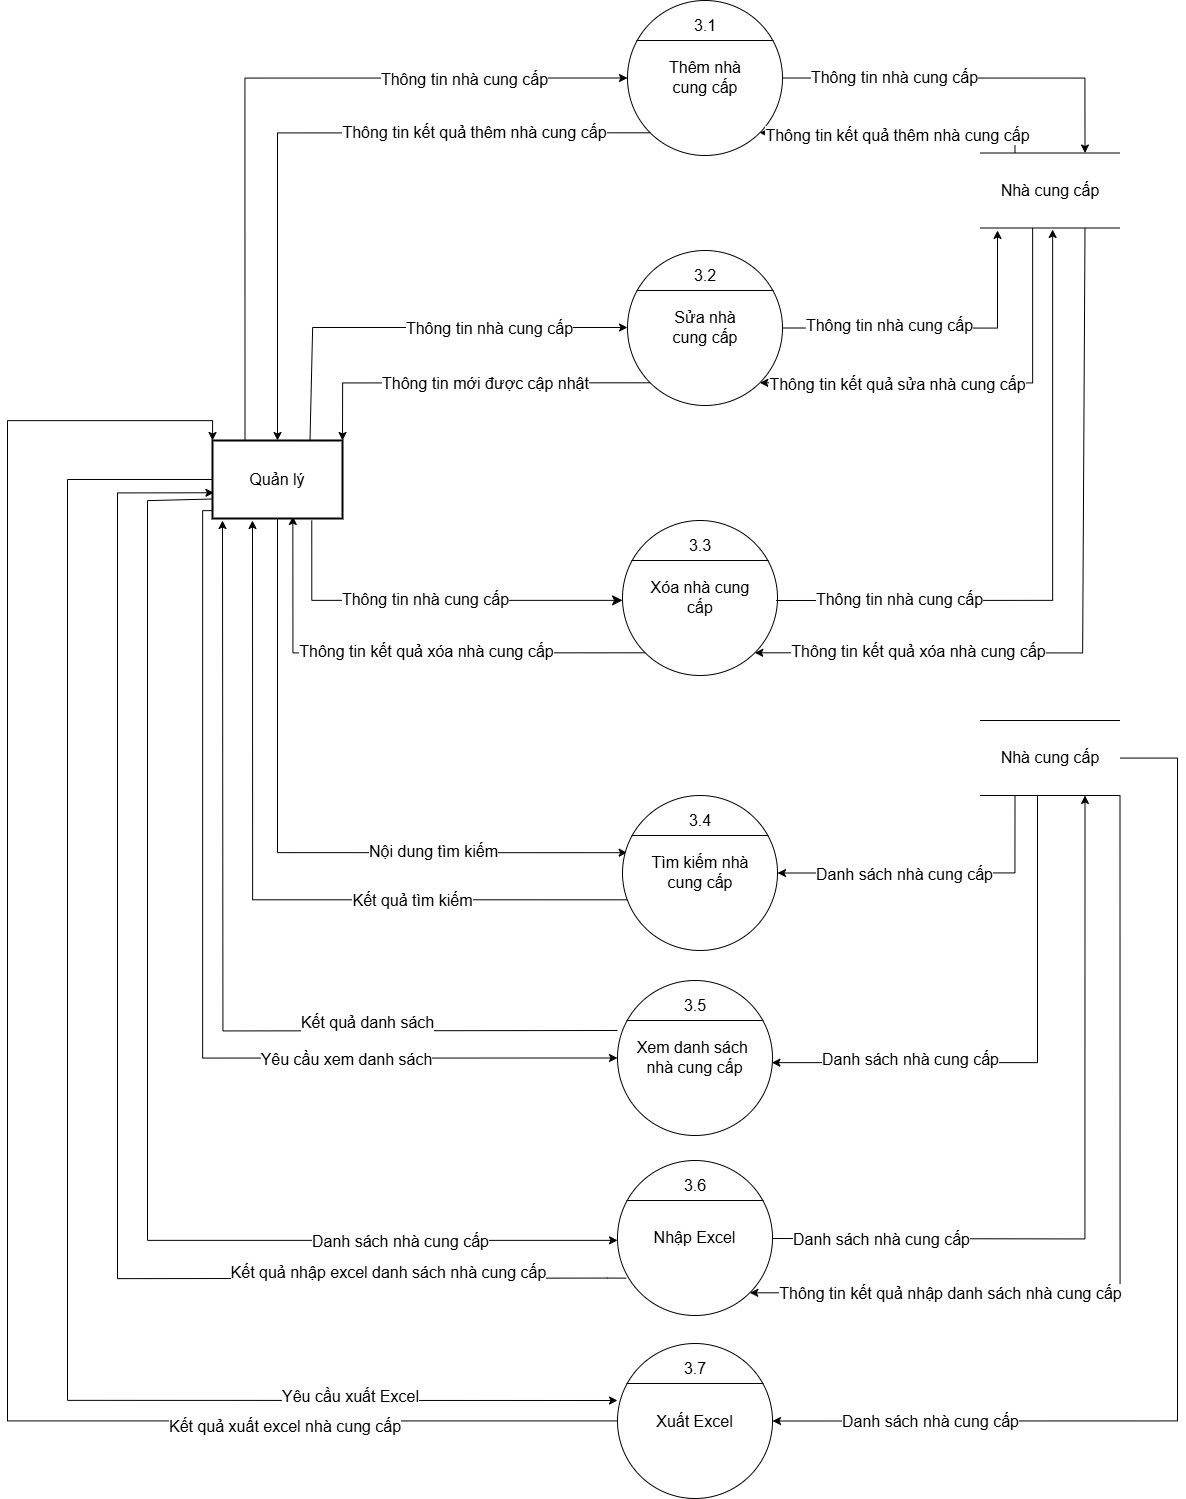 3.1
Thêm nhà
cung cấp
Thông tin nhà cung cấp
Thông tin nhà cung cấp
Thông tin kết quả thêm nhà cung cấp
Thông tin kết quả thêm nhà cung cấp
Nhà cung cấp
3.2
Sửa nhà
cung cấp
Thông tin nhà cung cấp
Thông tin nhà cung cấp
Thông tin mới được cập nhật
Thông tin kết quả sửa nhà cung cấp
Quản lý
3.3
Xóa nhà cung
cấp
Thông tin nhà cung cấp
Thông tin nhà cung cấp
Thông tin kết quả xóa nhà cung cấp
Thông tin kết quả xóa nhà cung cấp
Nhà cung cấp
3.4
Tìm kiếm nhà
cung cấp
Nội dung tìm kiếm
Danh sách nhà cung cấp
Kết quả tìm kiếm
3.5
Xem danh sách
nhà cung cấp
Kết quả danh sách
Yêu cầu xem danh sách
Danh sách nhà cung cấp
3.6
Nhập Excel
Danh sách nhà cung cấp
Danh sách nhà cung cấp
Kết quả nhập excel danh sách nhà cung cấp
Thông tin kết quả nhập danh sách nhà cung cấp
3.7
Xuất Excel
Yêu cầu xuất Excel
Kết quả xuất excel nhà cung cấp
Danh sách nhà cung cấp